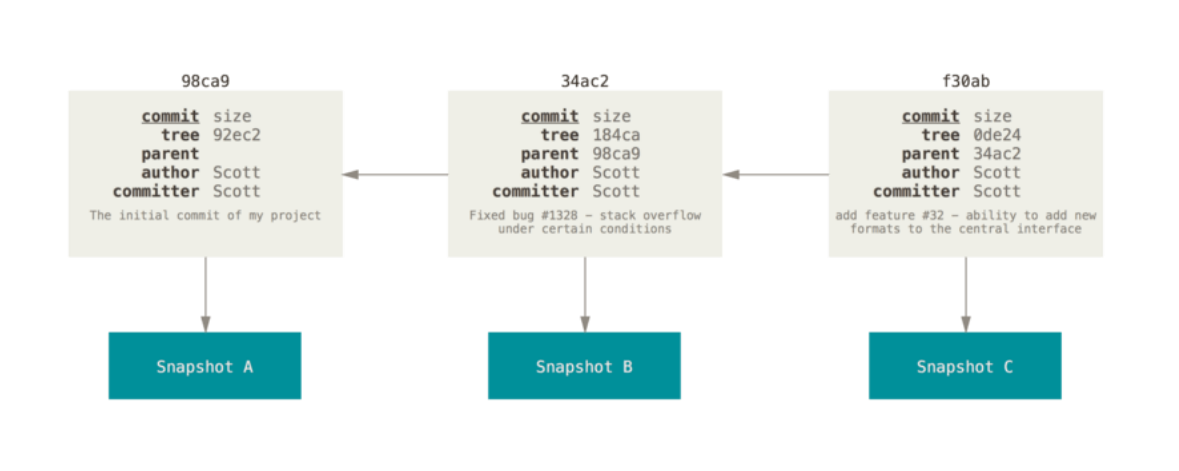 98ca9
commit size
tree 92ec2
parent
author Scott
committer Scott
The initial commit of my project
Snapshot A
34ac2
commit size
tree 184ca
parent 98ca9
author Scott
committer Scott
Fixed bug #1328 – stack overflow
under certain conditions
Snapshot B
f30ab
commit size
tree 0de24
parent 34ac2
author Scott
committer Scott
add feature #32 – ability to add new
formats to the central interface
Snapshot C